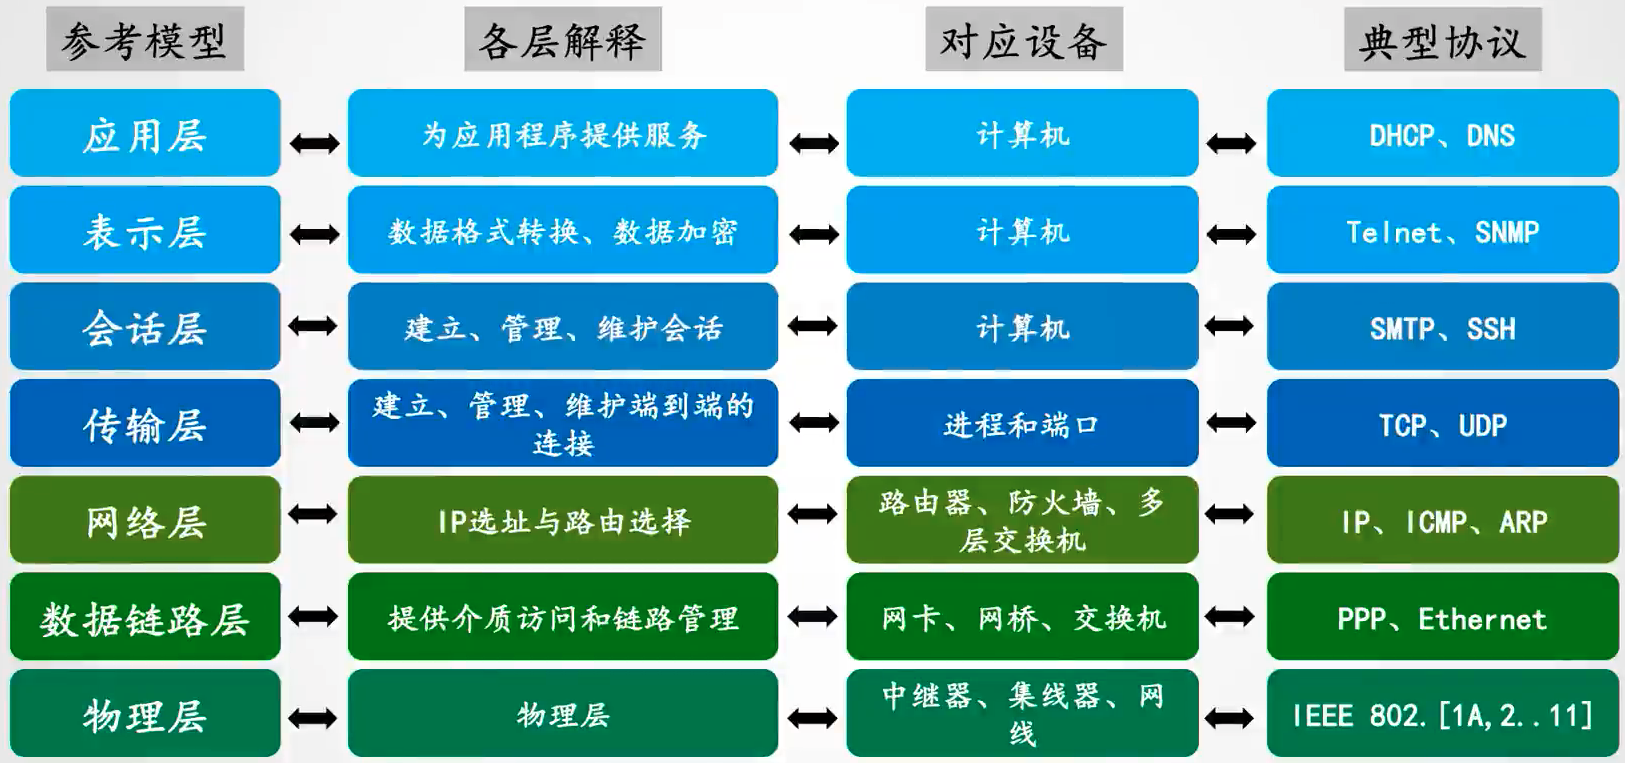 参考模型 各层解释 对应设备 典型协议
应用层 为应用程序提供服务 计算机 DHCP、DNS
表示层 数据格式转换、数据加密 计算机 Telnet、SNMP
会话层 建立、管理、维护会话 计算机 SMTP、SSH
传输层 建立、管理、维护端到端的
连接 进程和端口 TCP、UDP
网络层 IP选址与路由选择 路由器、防火墙、多
层交换机 IP、ICMP、ARP
数据链路层 提供介质访问和链路管理 网卡、网桥、交换机 PPP、Ethernet
物理层 物理层 中继器、集线器、网
线 IEEE 802.[1A,2..11]